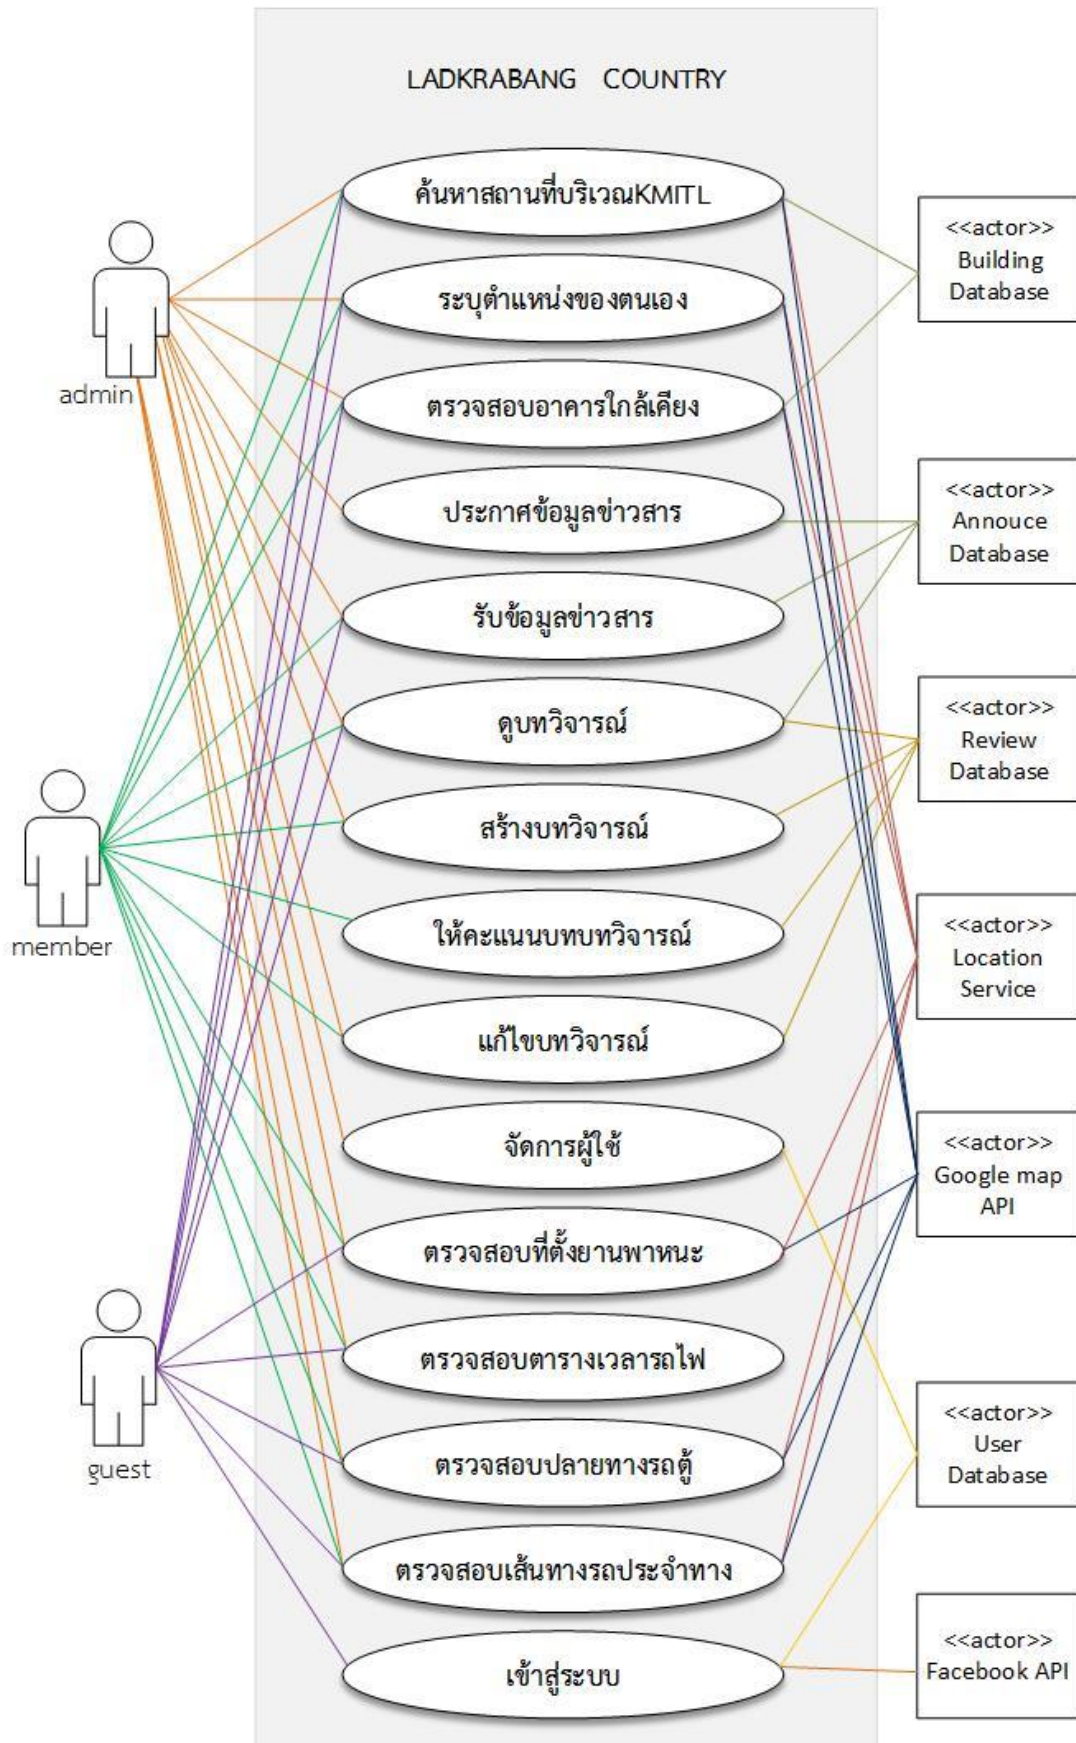 LADKRABANG COUNTRY
ค้นหาสถานที่บริเวณKMITL
ระบุตำแหน่งของตนเอง
ตรวจสอบอาคารใกล้เคียง
ประกาศข้อมูลข่าวสาร
รับข้อมูลข่าวสาร
ดูบทวิจารณ์
สร้างบทวิจารณ์
ให้คะแนนบทบทวิจารณ์
แก้ไขบทวิจารณ์
จัดการผู้ใช้
ตรวจสอบที่ตั้งยานพาหนะ
ตรวจสอบตารางเวลารถไฟ
ตรวจสอบปลายทางรถตู้
ตรวจสอบเส้นทางรถประจำทาง
เข้าสู่ระบบ
admin
member
guest
<<actor>>
Building
Database
<<actor>>
Annouce
Database
<<actor>>
Review
Database
<<actor>>
Location
Service
<<actor>>
Google map
API
<<actor>>
User
Database
<<actor>>
Facebook API